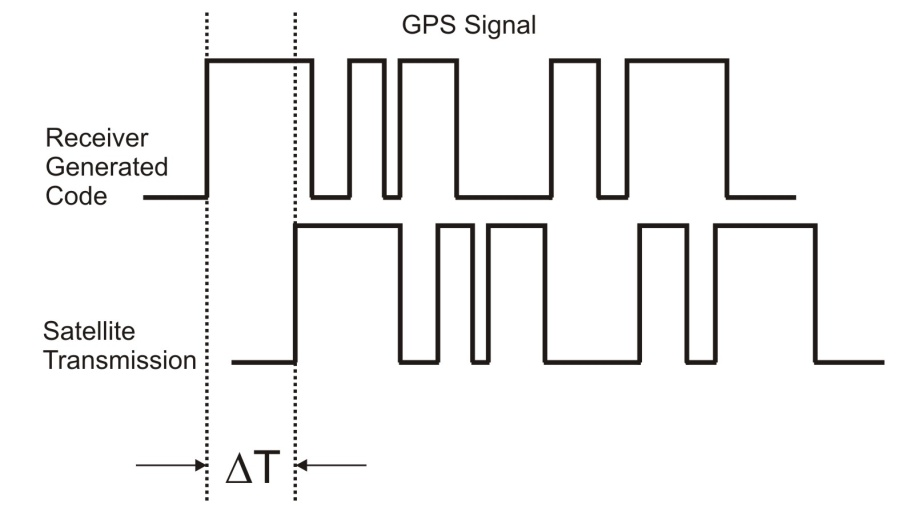 GPS Signal
Receiver
Generated
Code
Satellite
Transmission
ΔT